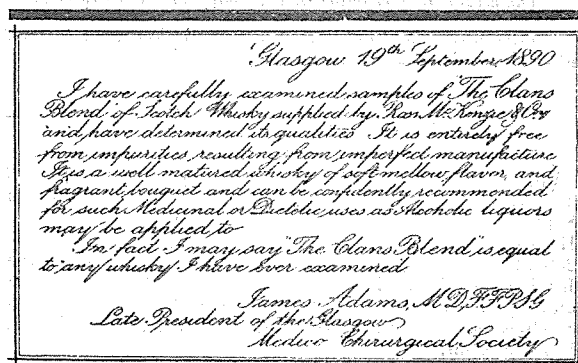 Glasgow 19th September 1890
I have carefully examined samples of "The Clans
Blend" of Scotch Whisky supplied by McKenzie & Co
and have determined its qualities It is entirely free
from impurities resulting from imperfect manufacture
It is a well matured whisky of soft mellow flavor, and
fragrant bouquet and can be confidently recommended
for such Medicinal or Dietetic uses as Alcoholic liquors
may be applied to
In fact I may say "The Clans Blend" is equal
to any whisky I have ever examined
James Adams, M.D, F.F.P.S.G
Late President of the Glasgow
Medico Chirurgical Society